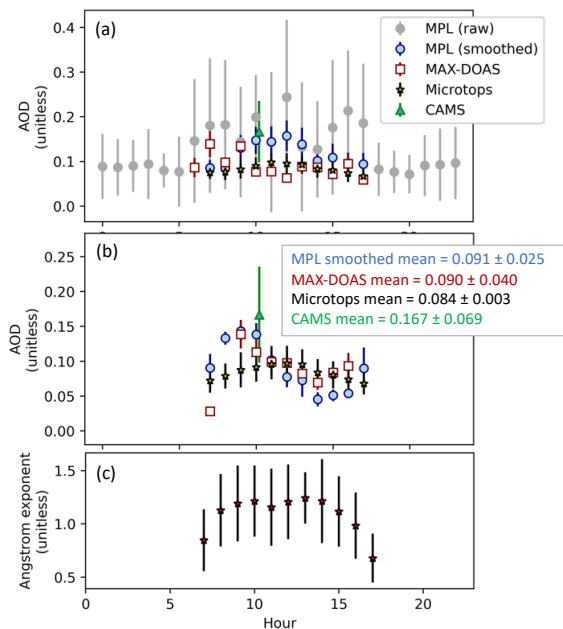 (a)
MPL (raw)
MPL (smoothed)
MAX-DOAS
Microtops
CAMS
AOD
(unitless)
0.4
0.3
0.2
0.1
0.0
(b)
MPL smoothed mean = 0.091 ± 0.025
MAX-DOAS mean = 0.090 ± 0.040
Microtops mean = 0.084 ± 0.003
CAMS mean = 0.167 ± 0.069
AOD
(unitless)
0.25
0.20
0.15
0.10
0.05
0.00
(c)
Angstrom exponent
(unitless)
1.5
1.0
0.5
0 5 10 15 20
Hour